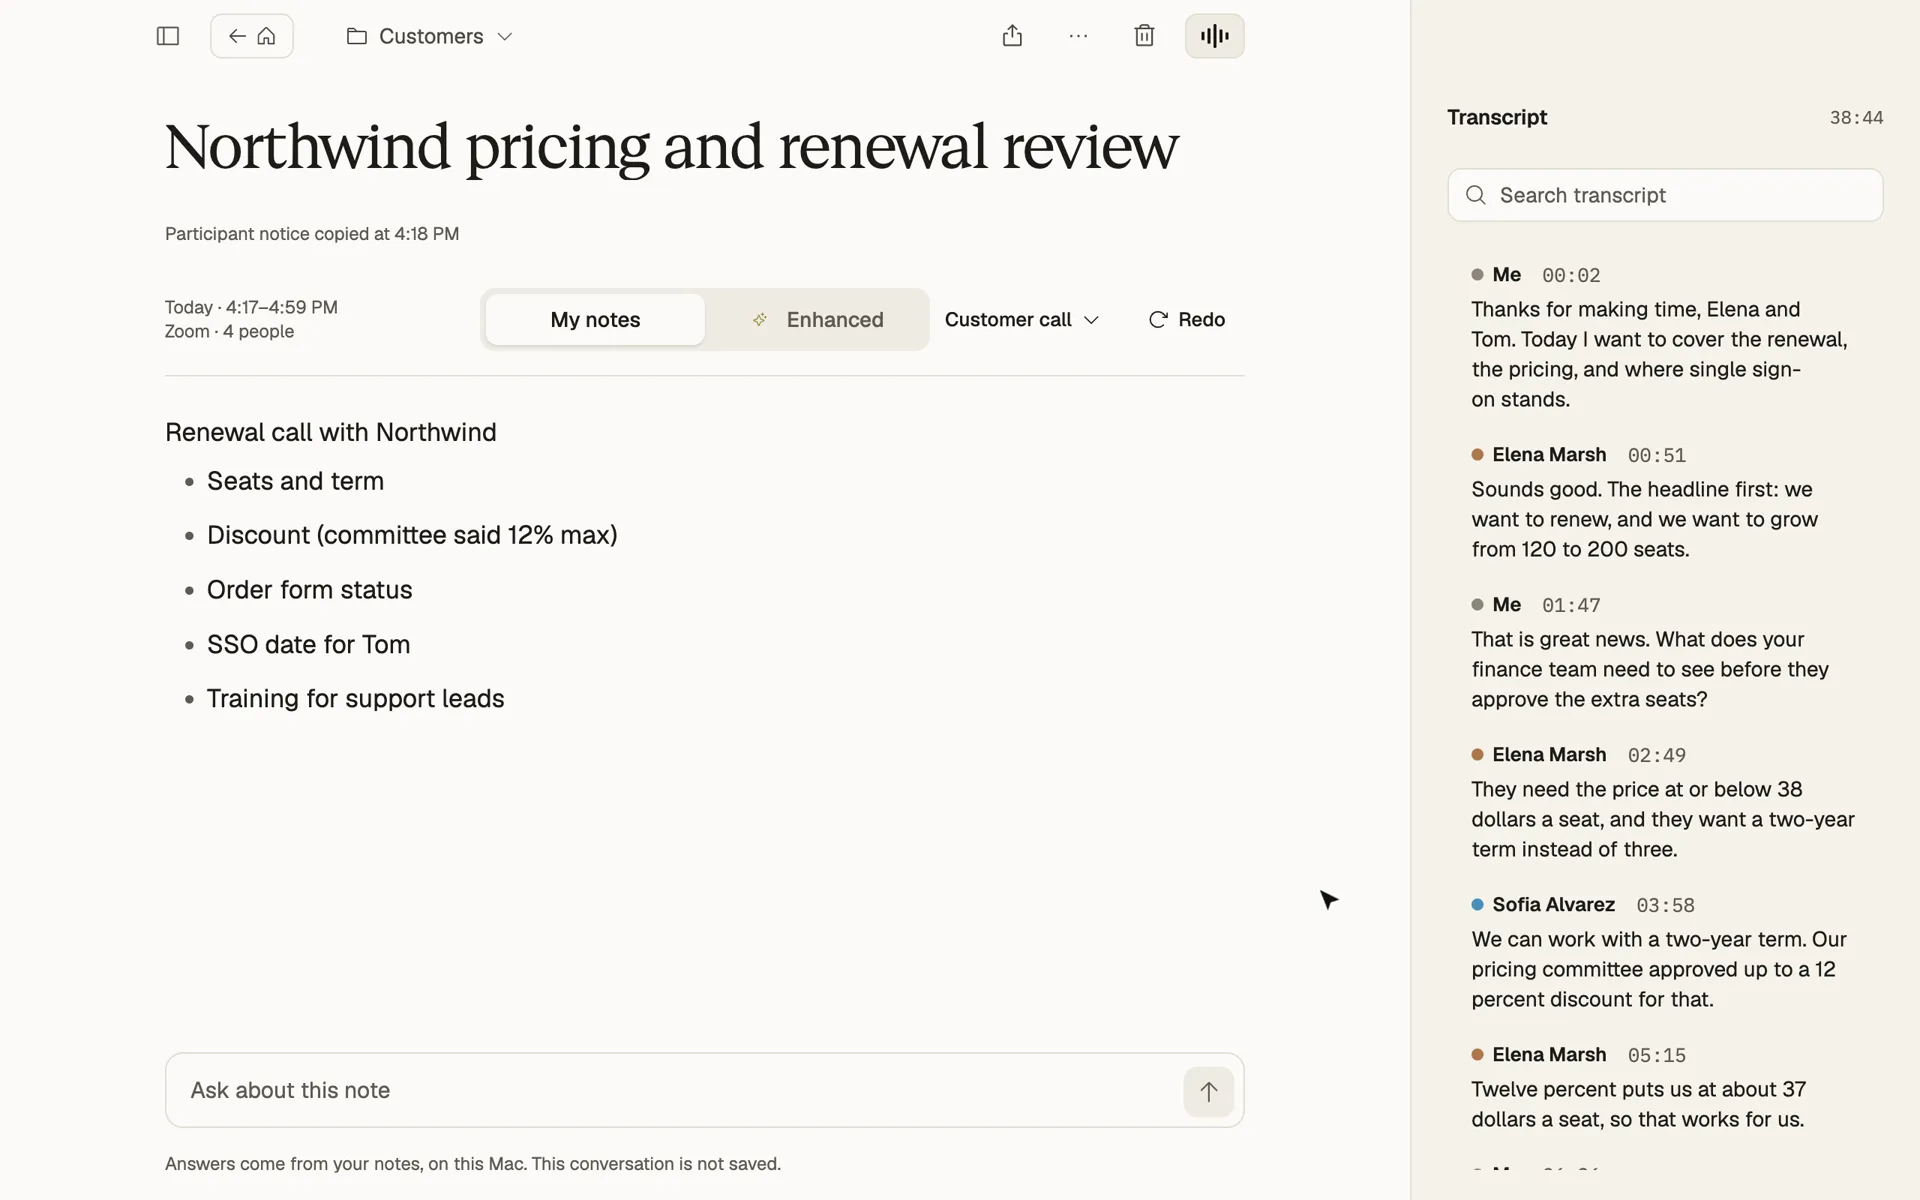 Customers
Northwind pricing and renewal review
Participant notice copied at 4:18 PM
Today · 4:17–4:59 PM
Zoom · 4 people
My notes
Enhanced
Customer call
Redo
Renewal call with Northwind
• Seats and term
• Discount (committee said 12% max)
• Order form status
• SSO date for Tom
• Training for support leads
Ask about this note
Answers come from your notes, on this Mac. This conversation is not saved.
Transcript
38:44
Search transcript
Me 00:02
Thanks for making time, Elena and
Tom. Today I want to cover the renewal,
the pricing, and where single sign-
on stands.
Elena Marsh 00:51
Sounds good. The headline first: we
want to renew, and we want to grow
from 120 to 200 seats.
Me 01:47
That is great news. What does your
finance team need to see before they
approve the extra seats?
Elena Marsh 02:49
They need the price at or below 38
dollars a seat, and they want a two-year
term instead of three.
Sofia Alvarez 03:58
We can work with a two-year term. Our
pricing committee approved up to a 12
percent discount for that.
Elena Marsh 05:15
Twelve percent puts us at about 37
dollars a seat, so that works for us.